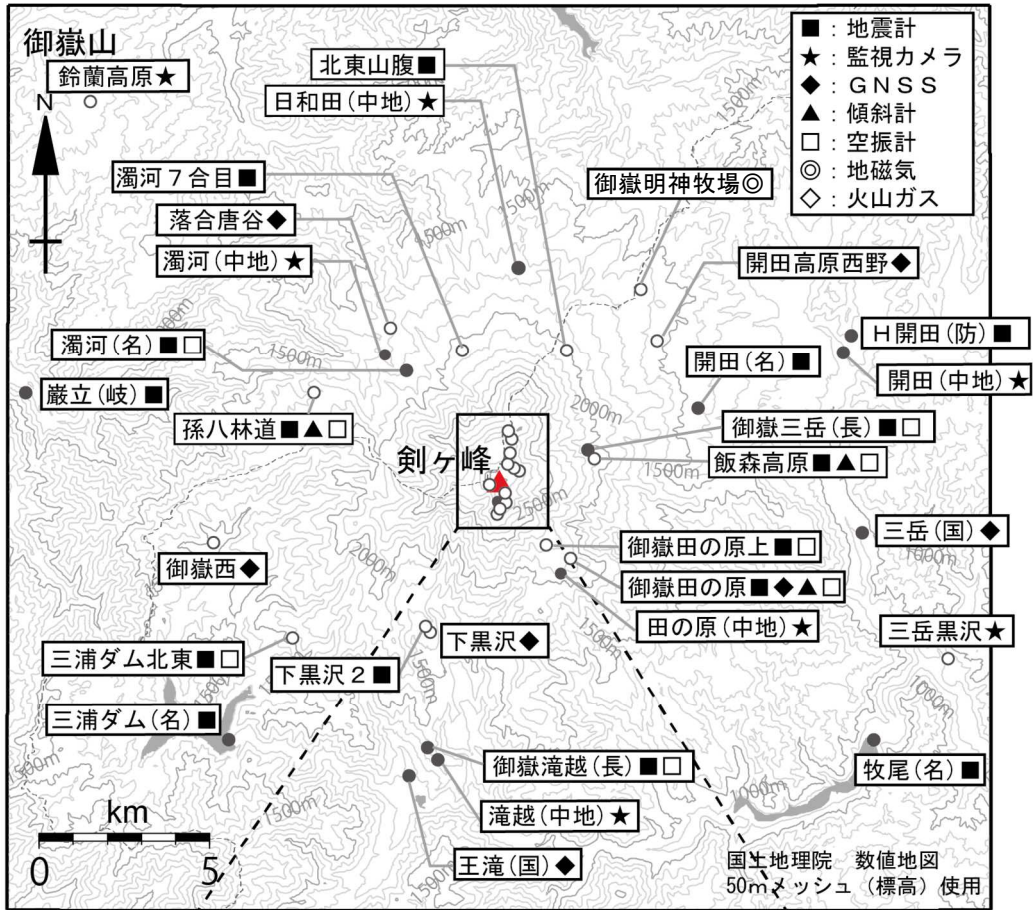 御嶽山
鈴蘭高原★
N
北東山腹■
日和田(中地)★
■：地震計
★：監視カメラ
◆：GNSS
▲：傾斜計
□：空振計
◎：地磁気
◇：火山ガス
濁河7合目■
落合唐谷◆
濁河(中地)★
御嶽明神牧場◎
開田高原西野◆
濁河(名)■□
H開田(防)■
開田(中地)★
開田(名)■
巌立(岐)■
孫八林道■▲□
剣ヶ峰
御嶽三岳(長)■□
飯森高原■▲□
三岳(国)◆
御嶽西◆
御嶽田の原上■□
御嶽田の原■◆▲□
田の原(中地)★
三岳黒沢★
三浦ダム北東■□
下黒沢2■
下黒沢◆
三浦ダム(名)■
御嶽滝越(長)■□
滝越(中地)★
王滝(国)◆
牧尾(名)■
1500m
1500m
1500m
1500m
2000m
1500m
2500m
2000m
1500m
1000m
1000m
1500m
1500m
km
0 5
国土地理院　数値地図
50mメッシュ（標高）使用